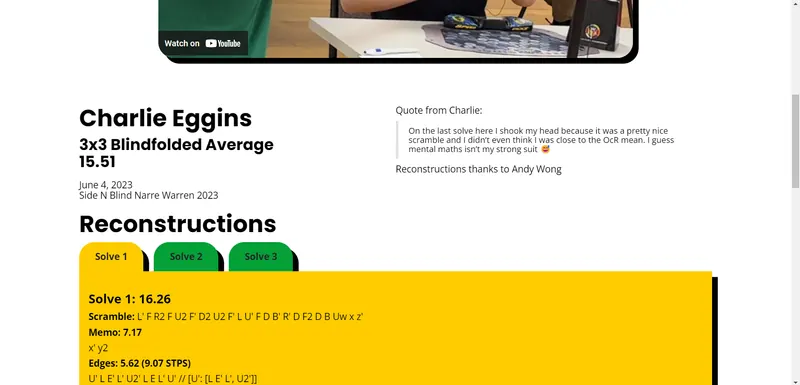 Watch on YouTube
Charlie Eggins
3x3 Blindfolded Average
15.51
June 4, 2023
Side N Blind Narre Warren 2023
Quote from Charlie:
On the last solve here I shook my head because it was a pretty nice
scramble and I didn't even think I was close to the OcR mean. I guess
mental maths isn't my strong suit 🥵
Reconstructions thanks to Andy Wong
Reconstructions
Solve 1 Solve 2 Solve 3
Solve 1: 16.26
Scramble: L' F R2 F U2 F' D2 U2 F' L U' F D B' R' D F2 D B Uw x z'
Memo: 7.17
x' y2
Edges: 5.62 (9.07 STPS)
U' L E' L' U2' L E L' U' // [U': [L E' L', U2']]